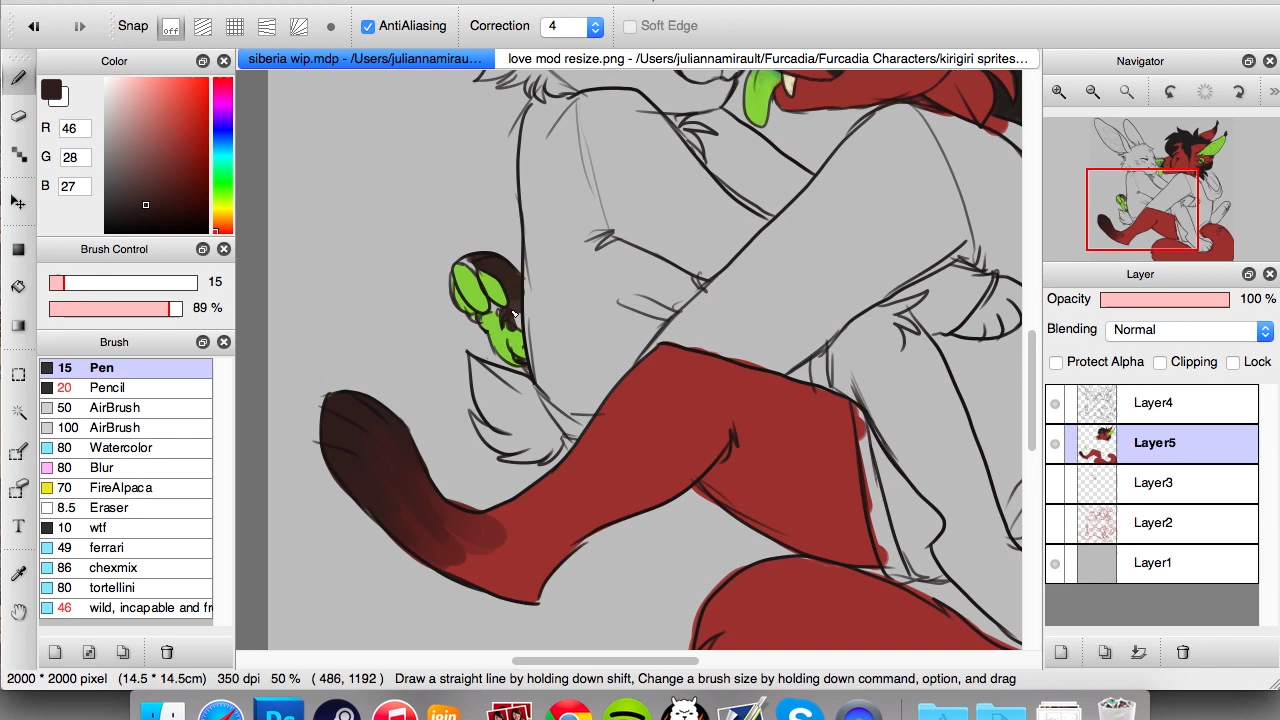 Snap off AntiAliasing Correction 4 Soft Edge
Color
siberia wip.mdp - /Users/juliannamirau... love mod resize.png - /Users/juliannamirault/Furcadia/Furcadia Characters/kirigiri sprites...
Navigator
R 46
G 28
B 27
Brush Control
15
89 %
Brush
15 Pen
20 Pencil
50 AirBrush
100 AirBrush
80 Watercolor
80 Blur
70 FireAlpaca
8.5 Eraser
10 wtf
49 ferrari
86 chexmix
80 tortellini
46 wild, incapable and fr
Layer
Opacity 100 %
Blending Normal
Protect Alpha Clipping Lock
Layer4
Layer5
Layer3
Layer2
Layer1
2000 * 2000 pixel (14.5 * 14.5cm) 350 dpi 50 % ( 486, 1192 ) Draw a straight line by holding down shift, Change a brush size by holding down command, option, and drag
Ps join